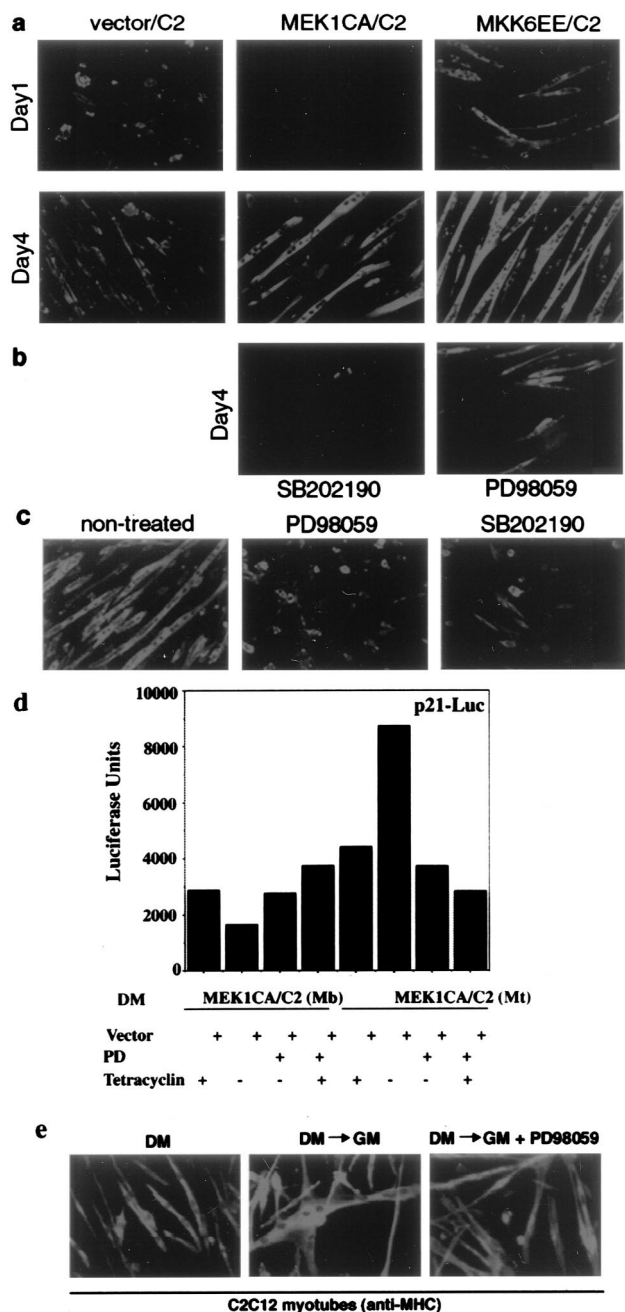 a
vector/C2 MEK1CA/C2 MKK6EE/C2
Day1
Day4
b
Day4
SB202190 PD98059
c
non-treated PD98059 SB202190
d
p21-Luc
Luciferase Units
10000
8000
6000
4000
2000
0
DM MEK1CA/C2 (Mb) MEK1CA/C2 (Mt)
Vector + + + + + + + +
PD + + + +
Tetracyclin + - - + + - - +
e
DM DM → GM DM → GM + PD98059
C2C12 myotubes (anti-MHC)